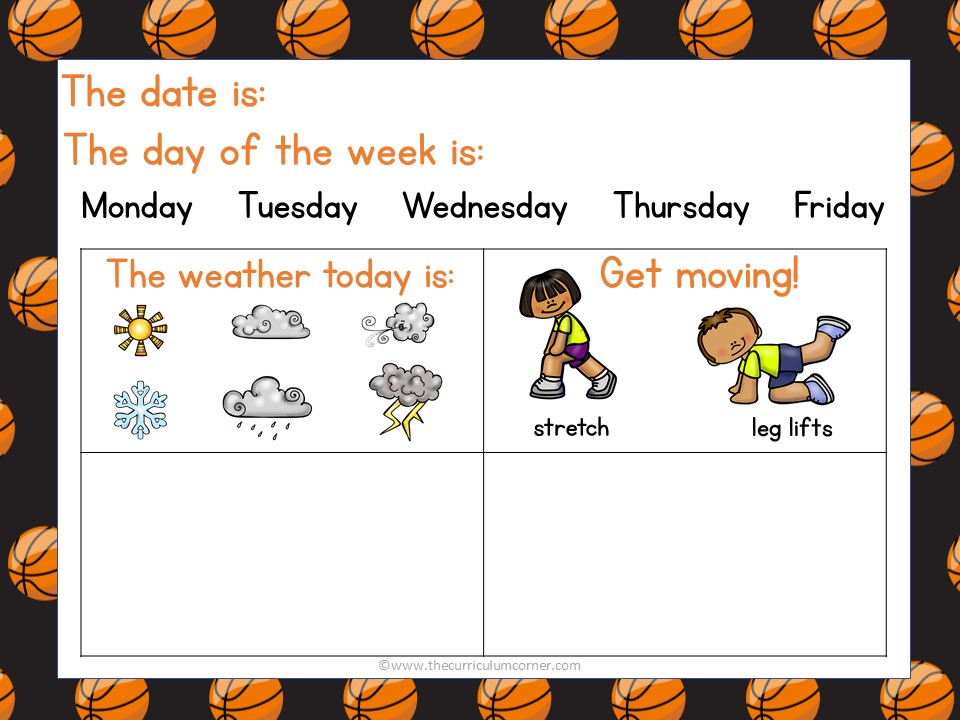 The date is:
The day of the week is:
Monday Tuesday Wednesday Thursday Friday
The weather today is:
Get moving!
stretch
leg lifts
©www.thecurriculumcorner.com